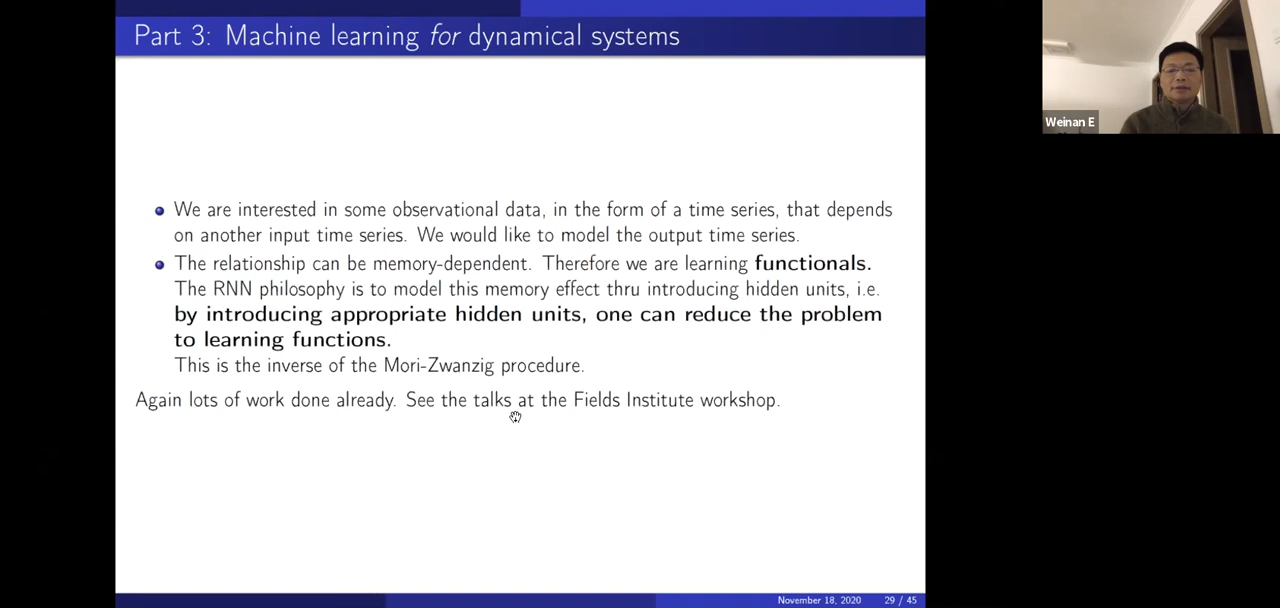 Part 3: Machine learning for dynamical systems
Weinan E
We are interested in some observational data, in the form of a time series, that depends
on another input time series. We would like to model the output time series.
The relationship can be memory-dependent. Therefore we are learning functionals.
The RNN philosophy is to model this memory effect thru introducing hidden units, i.e.
by introducing appropriate hidden units, one can reduce the problem
to learning functions.
This is the inverse of the Mori-Zwanzig procedure.
Again lots of work done already. See the talks at the Fields Institute workshop.
November 18, 2020 29 / 45